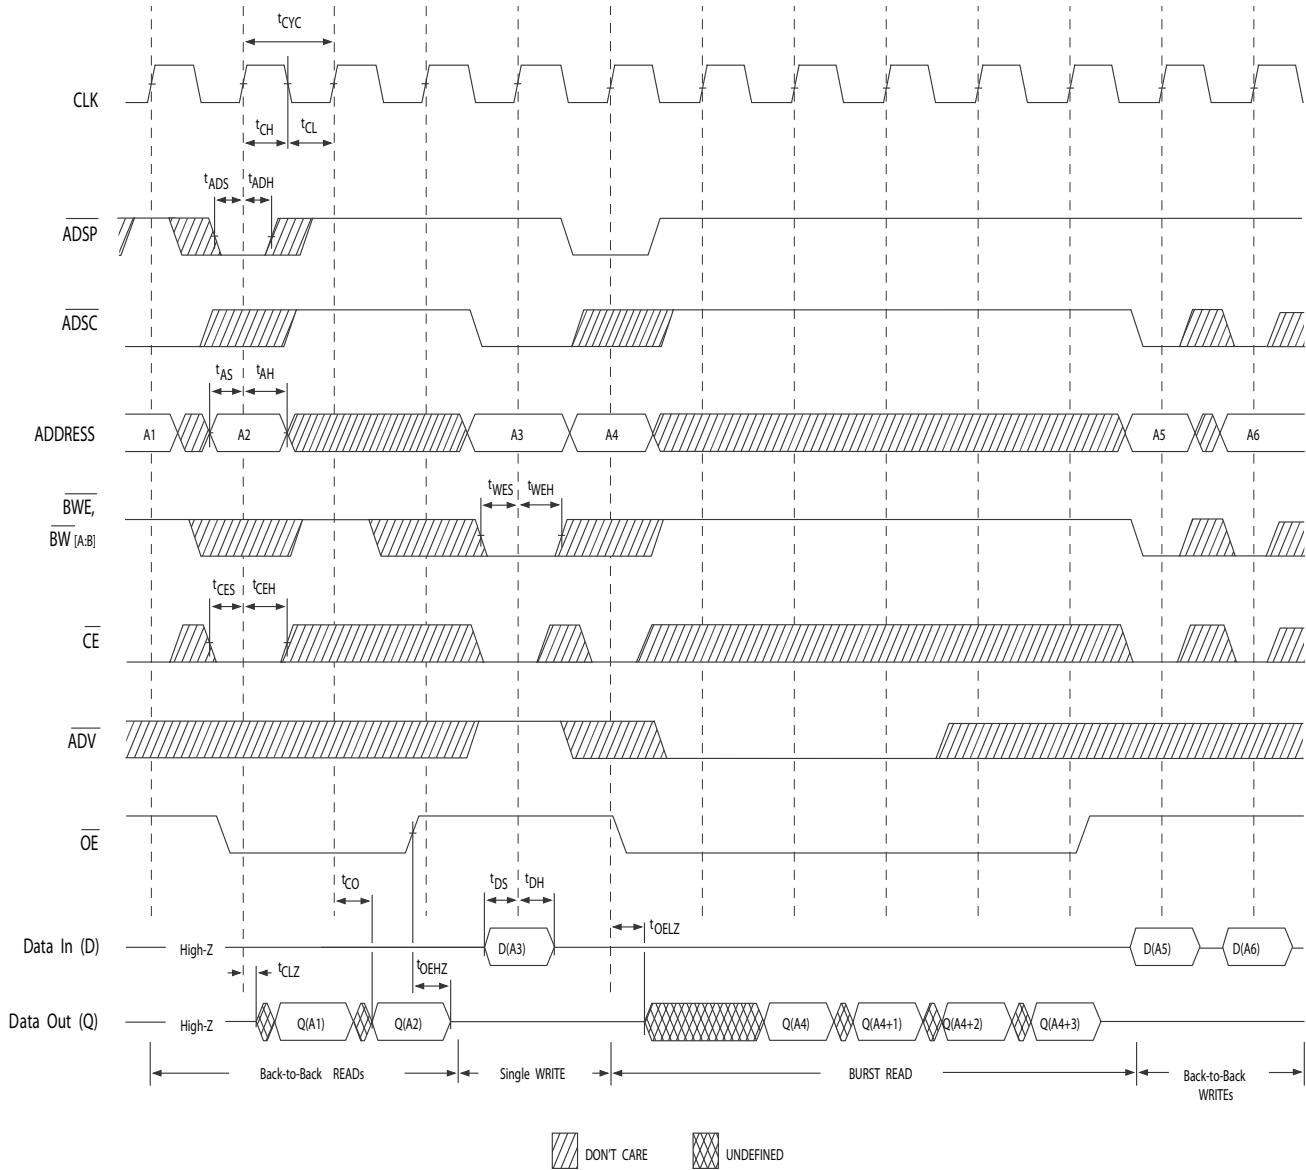 tCYC
CLK
tCH
tCL
tADS
tADH
ADSP
ADSC
tAS
tAH
ADDRESS
A1
A2
A3
A4
A5
A6
tWES
tWEH
BWE,
BW [A:B]
tCES
tCEH
CE
ADV
OE
tCO
tDS
tDH
tOELZ
Data In (D)
High-Z
D(A3)
D(A5)
D(A6)
tCLZ
tOEHZ
Data Out (Q)
High-Z
Q(A1)
Q(A2)
Q(A4)
Q(A4+1)
Q(A4+2)
Q(A4+3)
Back-to-Back READs
Single WRITE
BURST READ
Back-to-Back
WRITEs
DON'T CARE
UNDEFINED